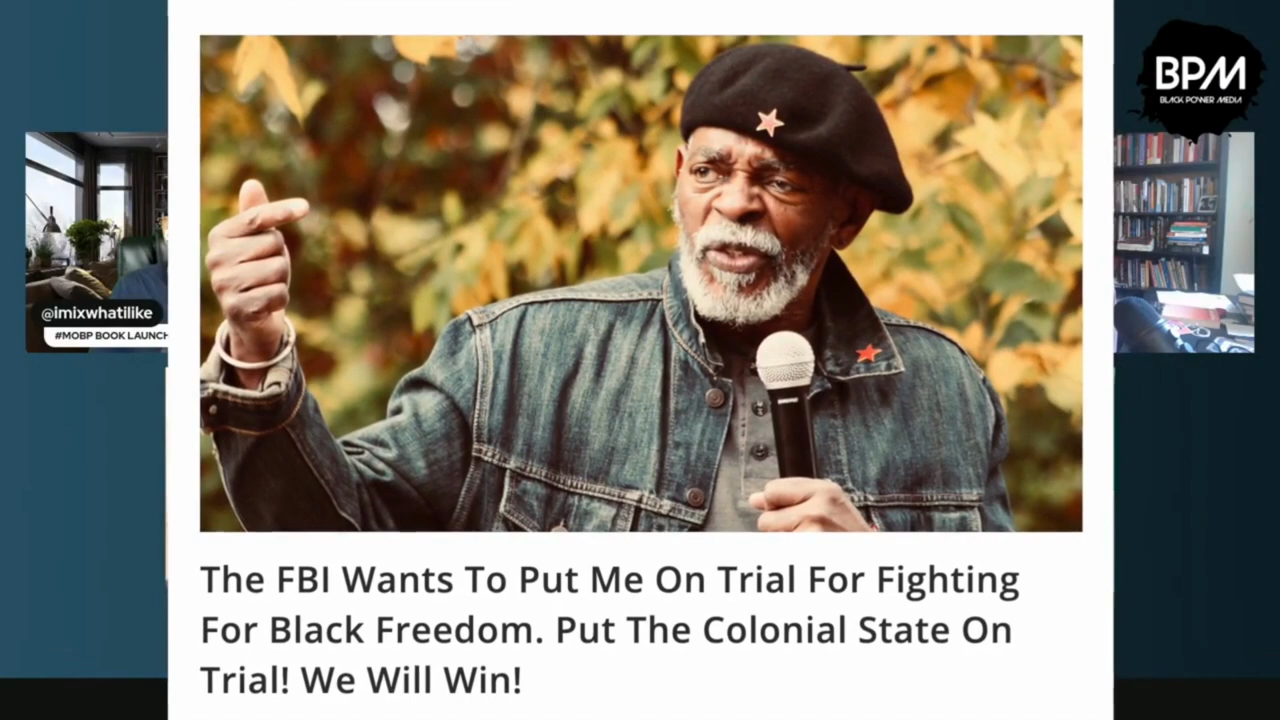 BPM
BLACK POWER MEDIA
@imixwhatilike
#MOBP BOOK LAUNCH
The FBI Wants To Put Me On Trial For Fighting
For Black Freedom. Put The Colonial State On
Trial! We Will Win!